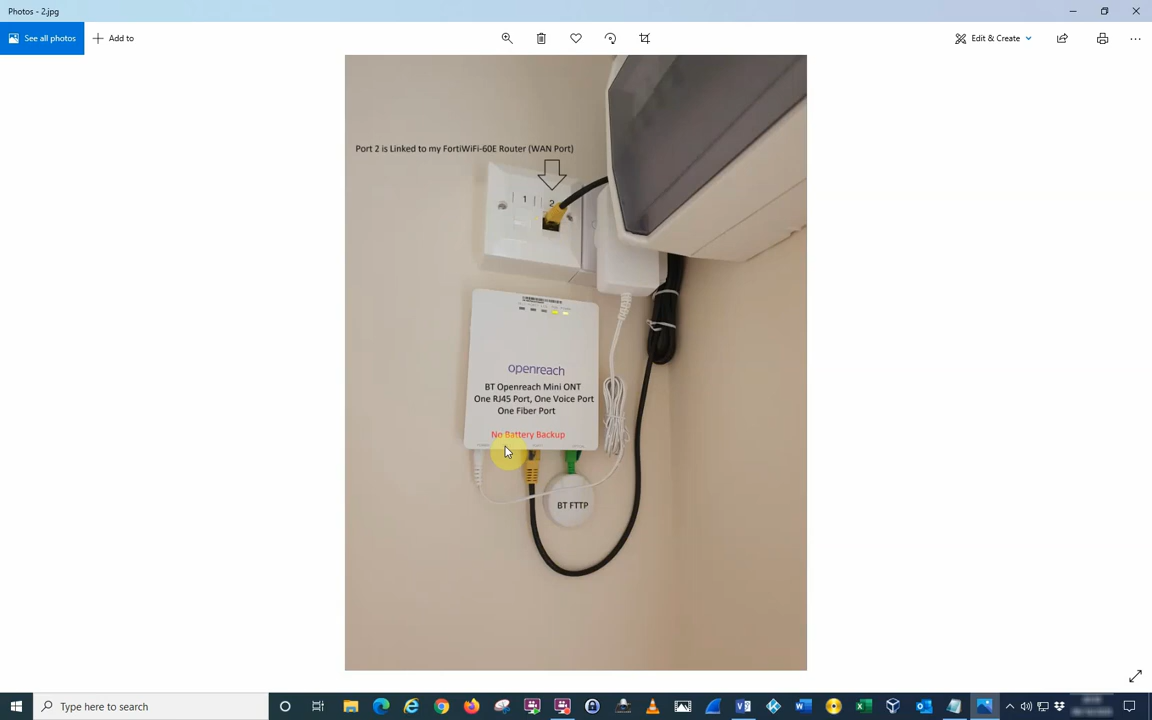 Photos - 2.jpg
See all photos
Add to
Edit & Create
Port 2 is Linked to my FortiWiFi-60E Router (WAN Port)
1
2
openreach
BT Openreach Mini ONT
One RJ45 Port, One Voice Port
One Fiber Port
No Battery Backup
BT FTTP
Type here to search